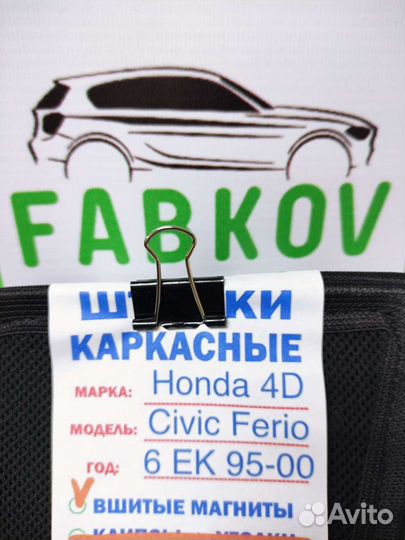 FABKOV
КАРКАСНЫЕ
МАРКА: Honda 4D
МОДЕЛЬ: Civic Ferio
ГОД: 6 EK 95-00
ВШИТЫЕ МАГНИТЫ
Avito